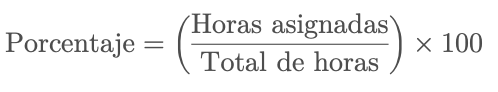 Porcentaje = (Horas asignadas / Total de horas) × 100